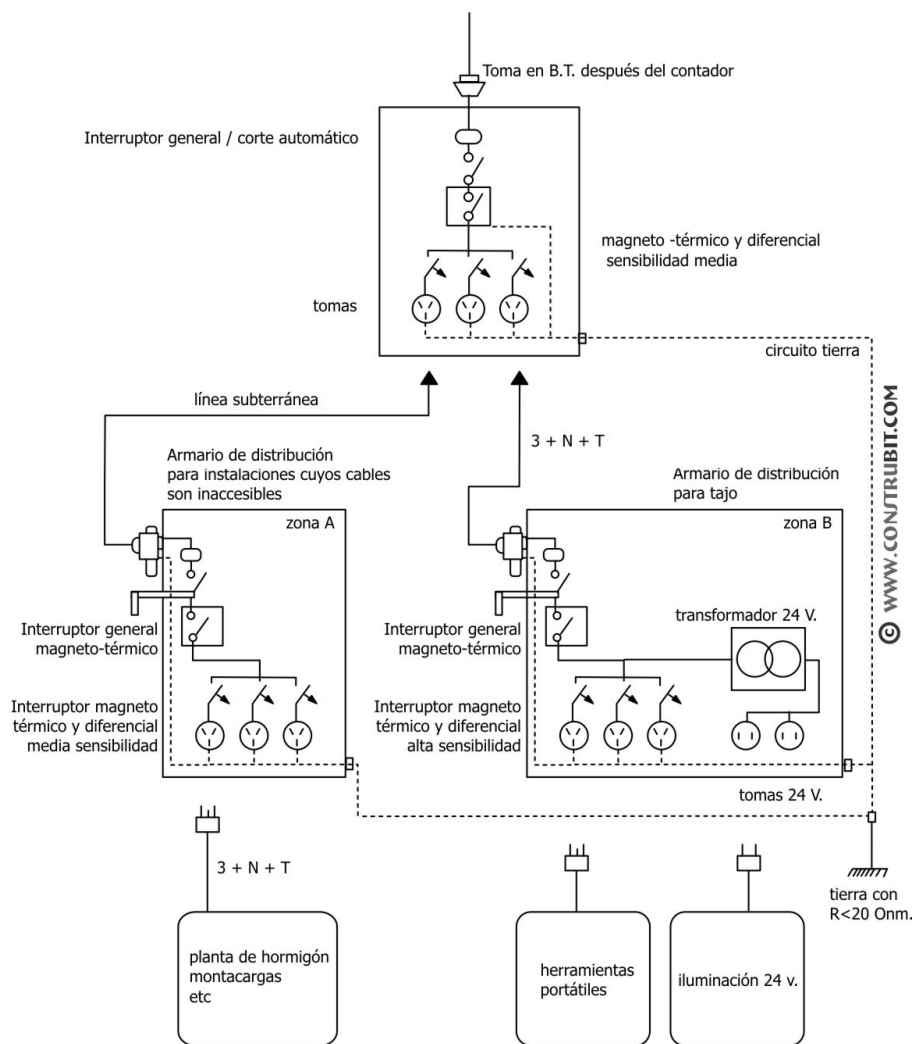 Toma en B.T. después del contador
Interruptor general / corte automático
magneto -térmico y diferencial
sensibilidad media
tomas
circuito tierra
línea subterránea
3 + N + T
Armario de distribución
para instalaciones cuyos cables
son inaccesibles
Armario de distribución
para tajo
zona A
zona B
transformador 24 V.
Interruptor general
magneto-térmico
Interruptor general
magneto-térmico
Interruptor magneto
térmico y diferencial
media sensibilidad
Interruptor magneto
térmico y diferencial
alta sensibilidad
tomas 24 V.
3 + N + T
tierra con
R<20 Onm.
planta de hormigón
montacargas
etc
herramientas
portátiles
iluminación 24 v.
© WWW.CONSTRUBIT.COM